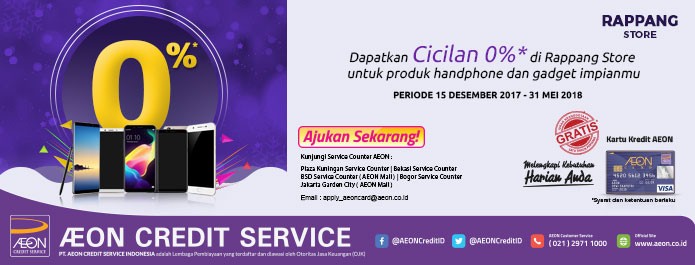 0%*
RAPPANG
STORE
Dapatkan Cicilan 0%* di Rappang Store
untuk produk handphone dan gadget impianmu
PERIODE 15 DESEMBER 2017 - 31 MEI 2018
Ajukan Sekarang!
Kunjungi Service Counter AEON :
Plaza Kuningan Service Counter | Bekasi Service Counter
BSD Service Counter ( AEON Mall ) | Bogor Service Counter
Jakarta Garden City ( AEON Mall )
Email : apply_aeoncard@aeon.co.id
GRATIS
Melengkapi Kebutuhan
Harian Anda
Kartu Kredit AEON
AEON
VISA
*Syarat dan ketentuan berlaku
ÆON
ÆON CREDIT SERVICE
PT. AEON CREDIT SERVICE INDONESIA adalah Lembaga Pembiayaan yang terdaftar dan diawasi oleh Otoritas Jasa Keuangan (OJK)
@AEONCreditID
@AEONCreditID
AEON Customer Service
( 021 ) 2971 1000
Official Site
www.aeon.co.id